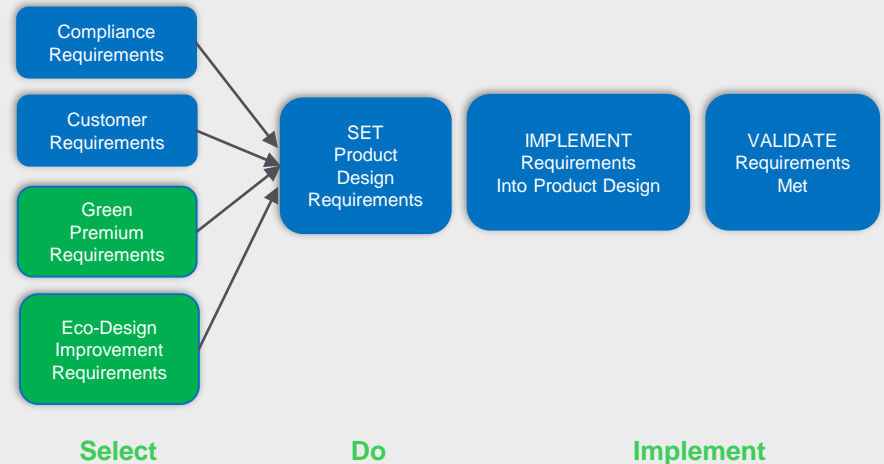 Compliance
Requirements
Customer
Requirements
Green
Premium
Requirements
Eco-Design
Improvement
Requirements
SET
Product
Design
Requirements
IMPLEMENT
Requirements
Into Product Design
VALIDATE
Requirements
Met
Select
Do
Implement